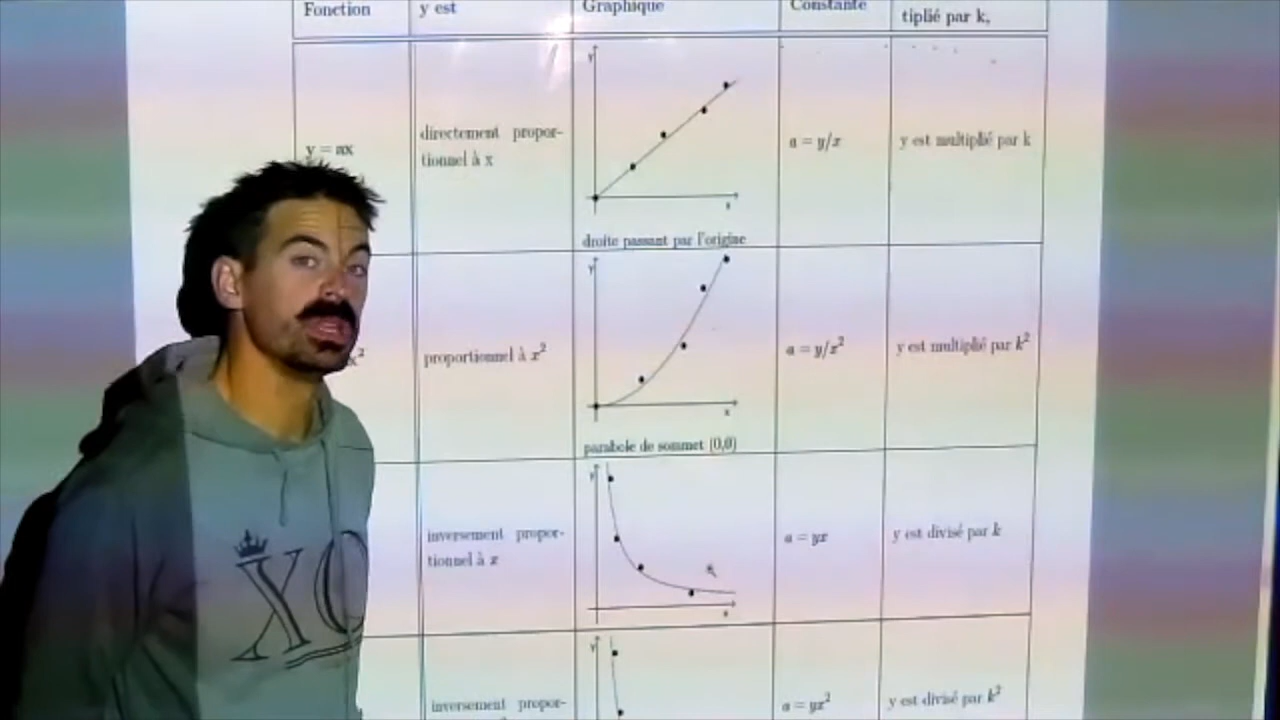 Fonction
y est
Graphique
Constante
tiplié par k,
y = ax
directement propor-
tionnel à x
y
x
droite passant par l'origine
a = y/x
y est multiplié par k
x²
proportionnel à x²
y
x
parabole de sommet (0,0)
a = y/x²
y est multiplié par k²
inversement propor-
tionnel à x
y
x
a = yx
y est divisé par k
inversement propor-
y
a = yx²
y est divisé par k²
XO